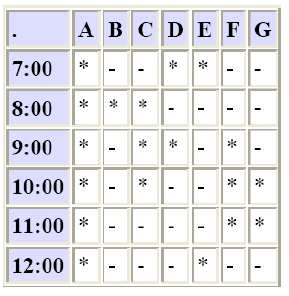 . A B C D E F G
7:00 * - - * * - -
8:00 * * * - - - -
9:00 * - * * - * -
10:00 * - * - - * *
11:00 * - - - - * *
12:00 * - - - * - -